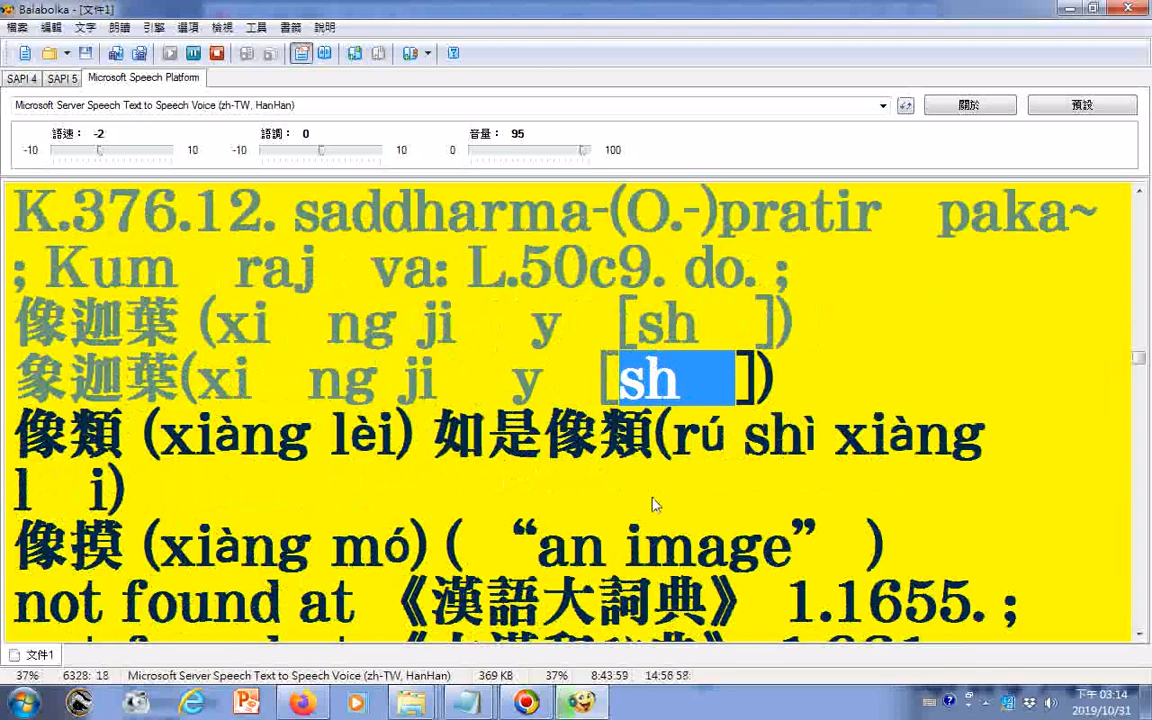 Balabolka - [文件1]
檔案 編輯 文字 朗讀 引擎 選項 檢視 工具 書籤 說明
SAPI 4 SAPI 5 Microsoft Speech Platform
Microsoft Server Speech Text to Speech Voice (zh-TW, HanHan) 關於 預設
語速： -2 語調： 0 音量： 95
-10 10 -10 10 0 100
K.376.12. saddharma-(O.-)pratir paka~
; Kum raj va: L.50c9. do. ;
像迦葉 (xi ng ji y [sh ])
象迦葉(xi ng ji y [sh ])
像類 (xiàng lèi) 如是像類(rú shì xiàng
l i)
像摸 (xiàng mó) ( “an image” )
not found at 《漢語大詞典》 1.1655. ;
文件1
37% 6328: 18 Microsoft Server Speech Text to Speech Voice (zh-TW, HanHan) 369 KB 37% 8:43:59 14:56 58
下午 03:14
2019/10/31